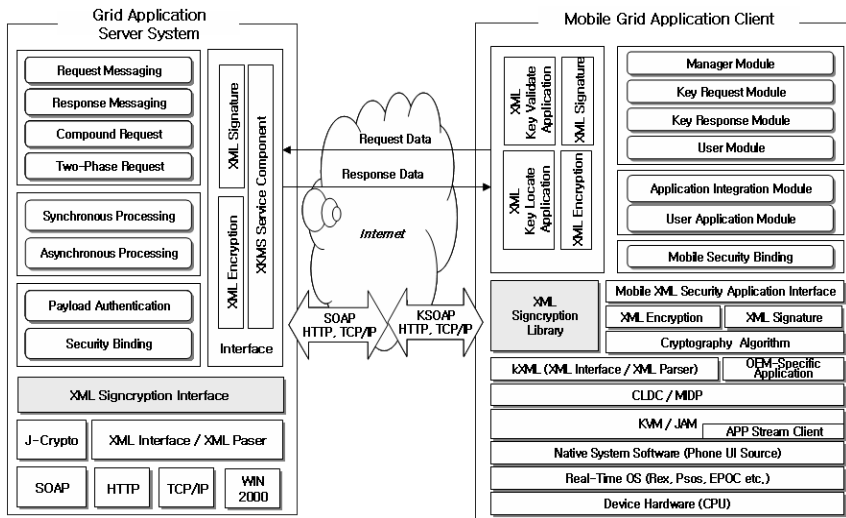 Grid Application
Server System
Request Messaging
Response Messaging
Compound Request
Two-Phase Request
Synchronous Processing
Asynchronous Processing
Payload Authentication
Security Binding
XML Signature
XML Encryption
XKMS Service Component
Interface
XML Signcryption Interface
J-Crypto
XML Interface / XML Paser
SOAP
HTTP
TCP/IP
WIN
2000
Request Data
Response Data
Internet
SOAP
HTTP, TCP/IP
KSOAP
HTTP, TCP/IP
Mobile Grid Application Client
XML
Key Validate
Application
XML Signature
XML
Key Locate
Application
XML Encryption
Manager Module
Key Request Module
Key Response Module
User Module
Application Integration Module
User Application Module
Mobile Security Binding
XML
Signcryption
Library
Mobile XML Security Application Interface
XML Encryption
XML Signature
Cryptography Algorithm
kXML (XML Interface / XML Parser)
OEM-Specific
Application
CLDC / MIDP
KVM / JAM
APP Stream Client
Native System Software (Phone UI Source)
Real-Time OS (Rex, Psos, EPOC etc.)
Device Hardware (CPU)